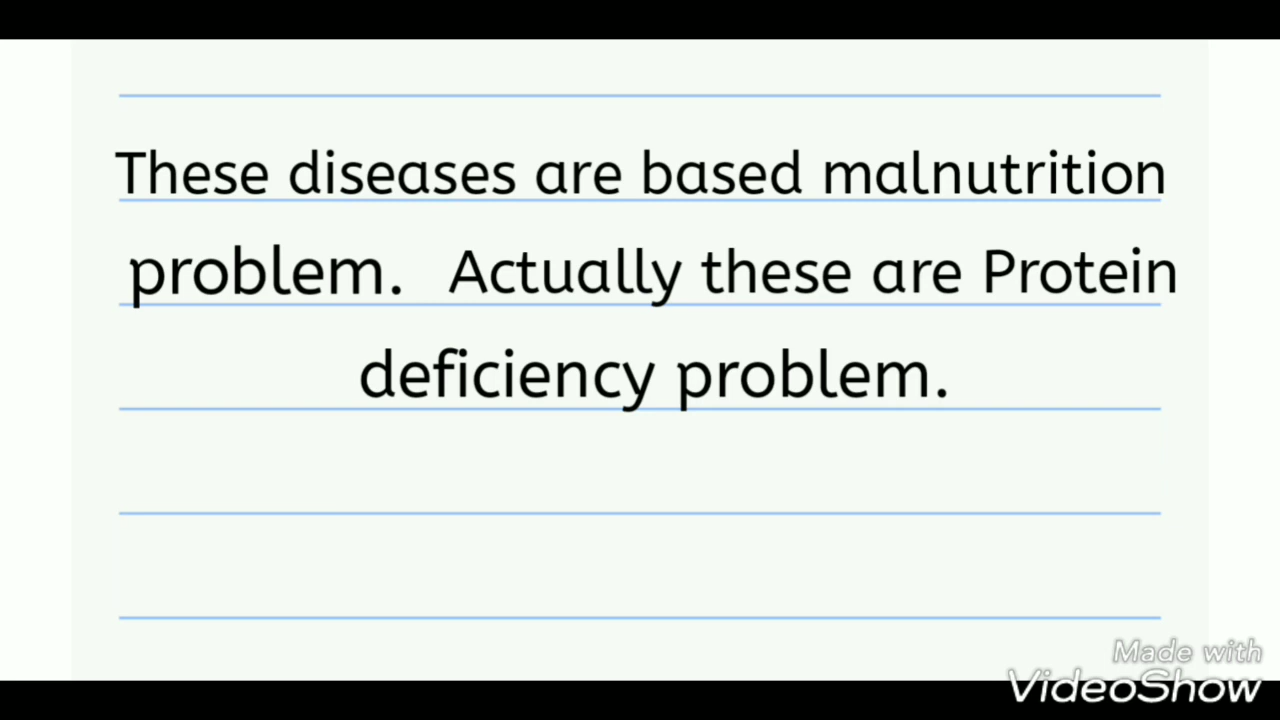 These diseases are based malnutrition
problem. Actually these are Protein
deficiency problem.
Made with
VideoShow